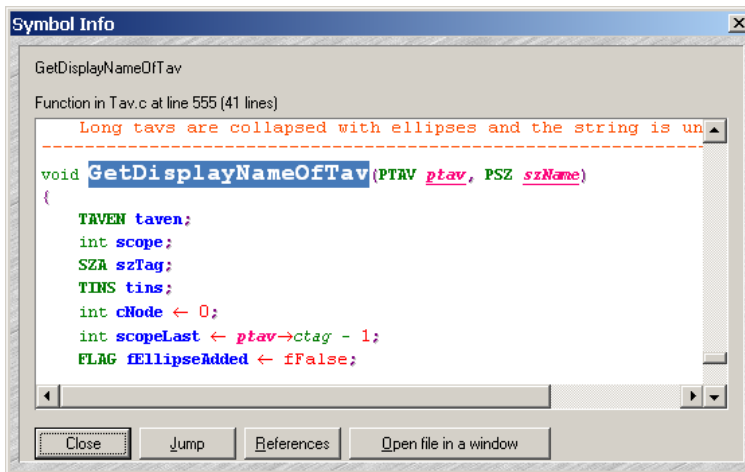 Symbol Info
GetDisplayNameOfTav
Function in Tav.c at line 555 (41 lines)
Long tavs are collapsed with ellipses and the string is un
--------------------------------------------------------------
void GetDisplayNameOfTav(PTAV ptav, PSZ szName)
{
TAVEN taven;
int scope;
SZA szTag;
TINS tins;
int cNode ← 0;
int scopeLast ← ptav→ctag - 1;
FLAG fEllipseAdded ← fFalse;
Close Jump References Open file in a window